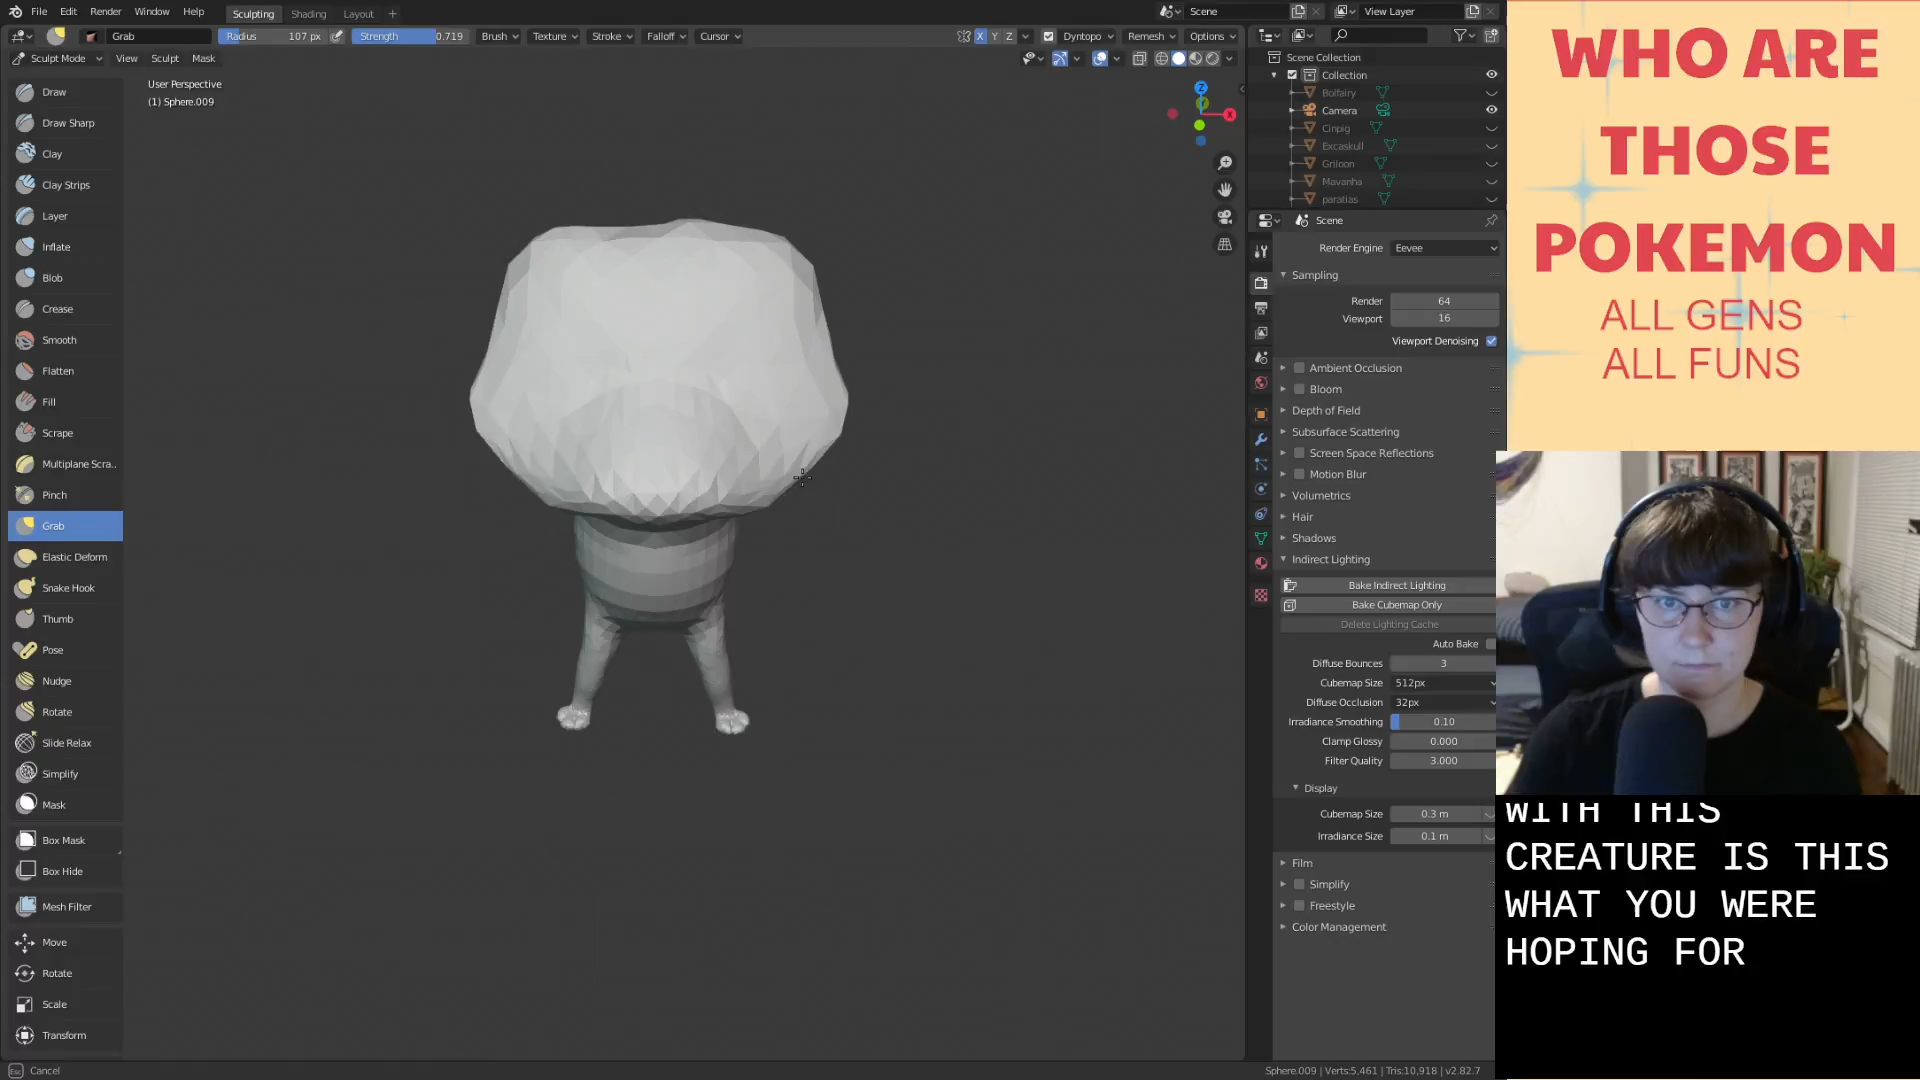 File Edit Render Window Help Sculpting Shading Layout + Scene View Layer
Grab Radius 107 px Strength 0.719 Brush Texture Stroke Falloff Cursor X Y Z Dyntopo Remesh Options
Sculpt Mode View Sculpt Mask
User Perspective
(1) Sphere.009
Draw
Draw Sharp
Clay
Clay Strips
Layer
Inflate
Blob
Crease
Smooth
Flatten
Fill
Scrape
Multiplane Scra..
Pinch
Grab
Elastic Deform
Snake Hook
Thumb
Pose
Nudge
Rotate
Slide Relax
Simplify
Mask
Box Mask
Box Hide
Mesh Filter
Move
Rotate
Scale
Transform
Cancel
Z
X
Scene Collection
Collection
Bolfairy
Camera
Cinpig
Excaskull
Griloon
Mavanha
paratias
Scene
Render Engine Eevee
Sampling
Render 64
Viewport 16
Viewport Denoising
Ambient Occlusion
Bloom
Depth of Field
Subsurface Scattering
Screen Space Reflections
Motion Blur
Volumetrics
Hair
Shadows
Indirect Lighting
Bake Indirect Lighting
Bake Cubemap Only
Delete Lighting Cache
Auto Bake
Diffuse Bounces 3
Cubemap Size 512px
Diffuse Occlusion 32px
Irradiance Smoothing 0.10
Clamp Glossy 0.000
Filter Quality 3.000
Display
Cubemap Size 0.3 m
Irradiance Size 0.1 m
Film
Simplify
Freestyle
Color Management
Sphere.009 | Verts:5,461 | Tris:10,918 | v2.82.7
WHO ARE
THOSE
POKEMON
ALL GENS
ALL FUNS
WITH THIS
CREATURE IS THIS
WHAT YOU WERE
HOPING FOR